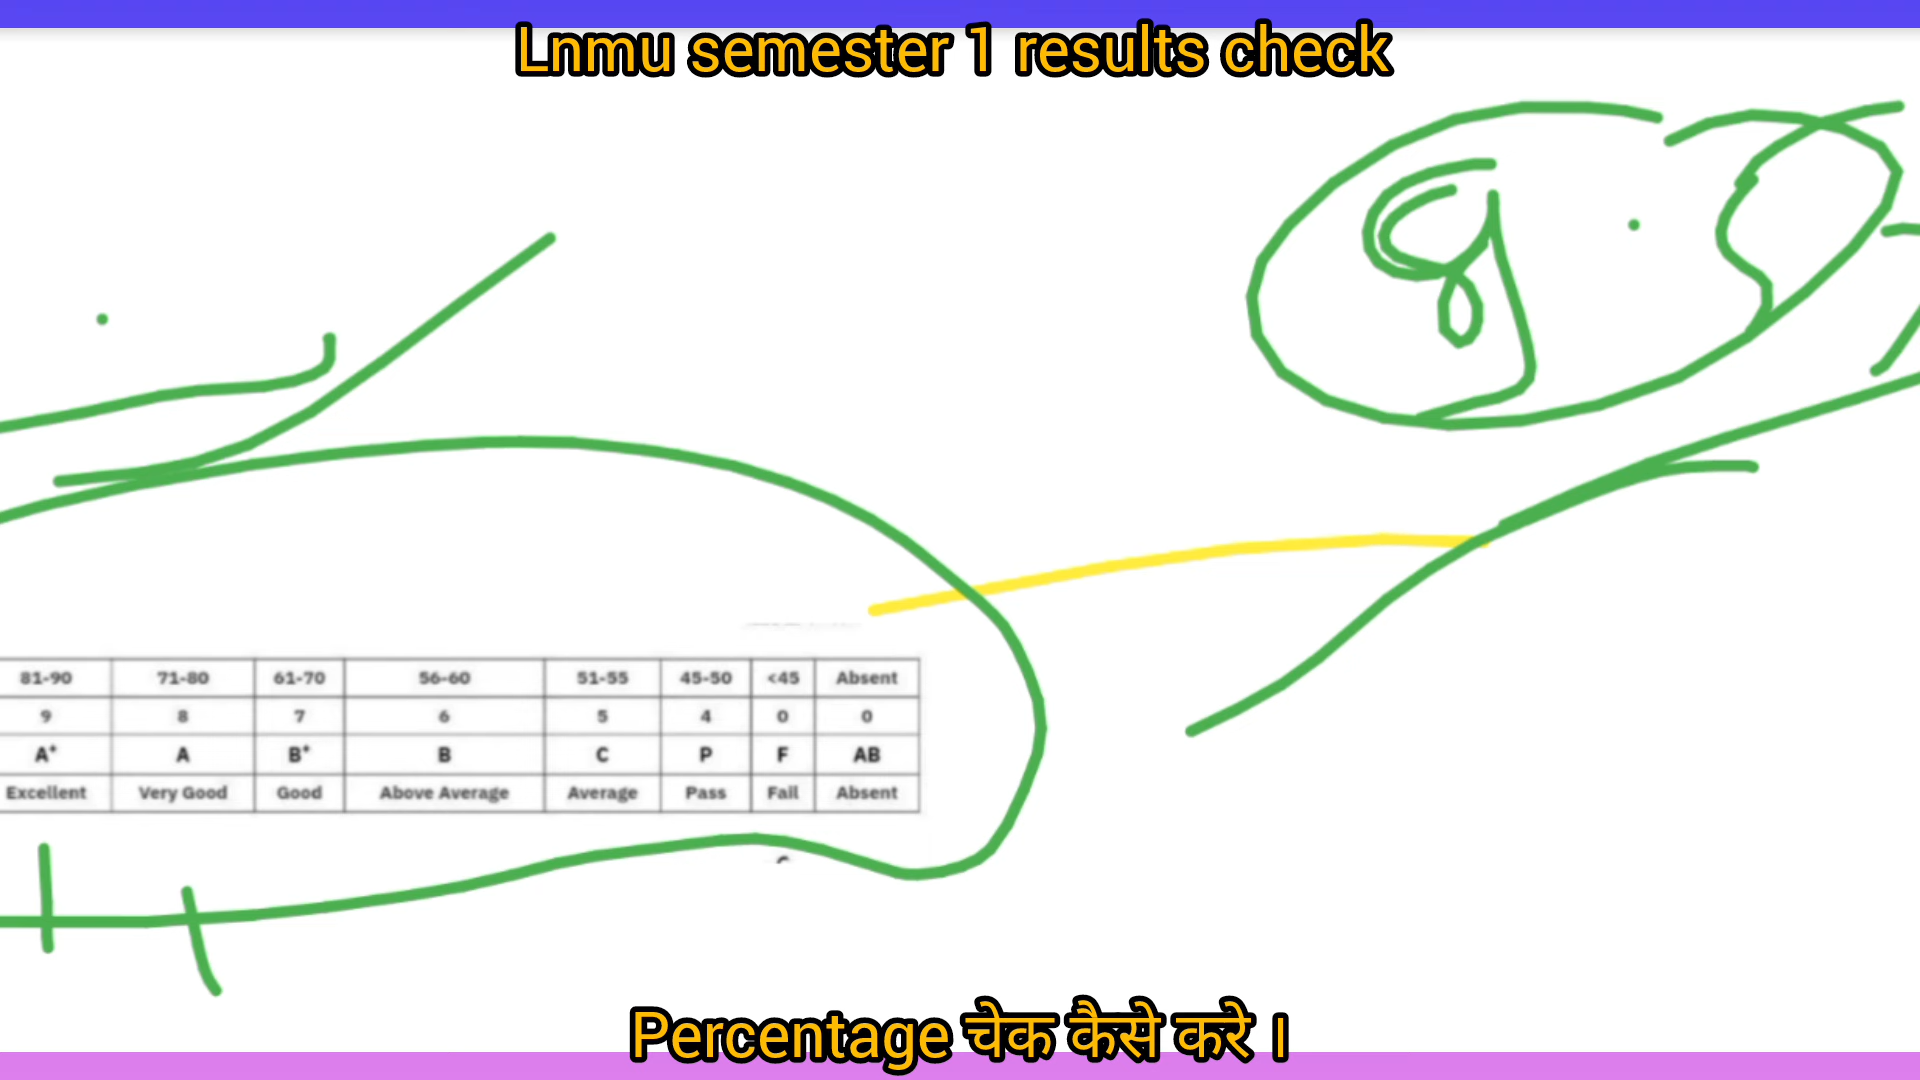 Lnmu semester 1 results check
81-90 71-80 61-70 56-60 51-55 45-50 <45 Absent
9 8 7 6 5 4 0 0
A+ A B+ B C P F AB
Excellent Very Good Good Above Average Average Pass Fail Absent
Percentage चेक कैसे करे ।